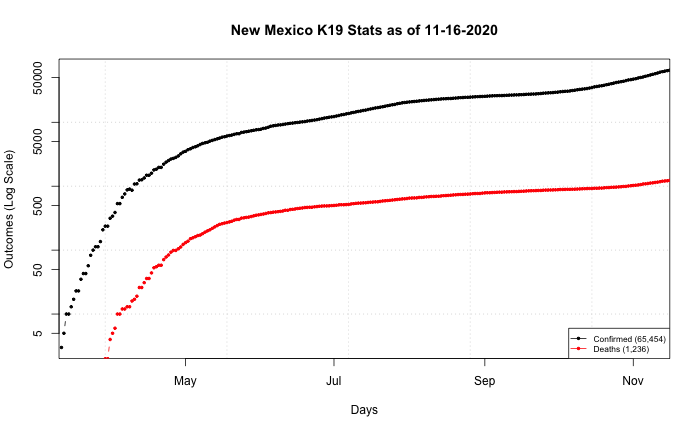 New Mexico K19 Stats as of 11-16-2020
Outcomes (Log Scale)
50000
5000
500
50
5
Confirmed (65,454)
Deaths (1,236)
May
Jul
Sep
Nov
Days